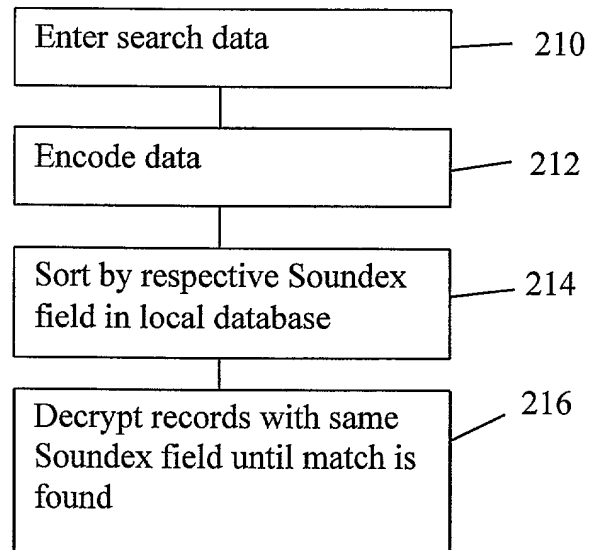 Enter search data
210
Encode data
212
Sort by respective Soundex
field in local database
214
Decrypt records with same
Soundex field until match is
found
216